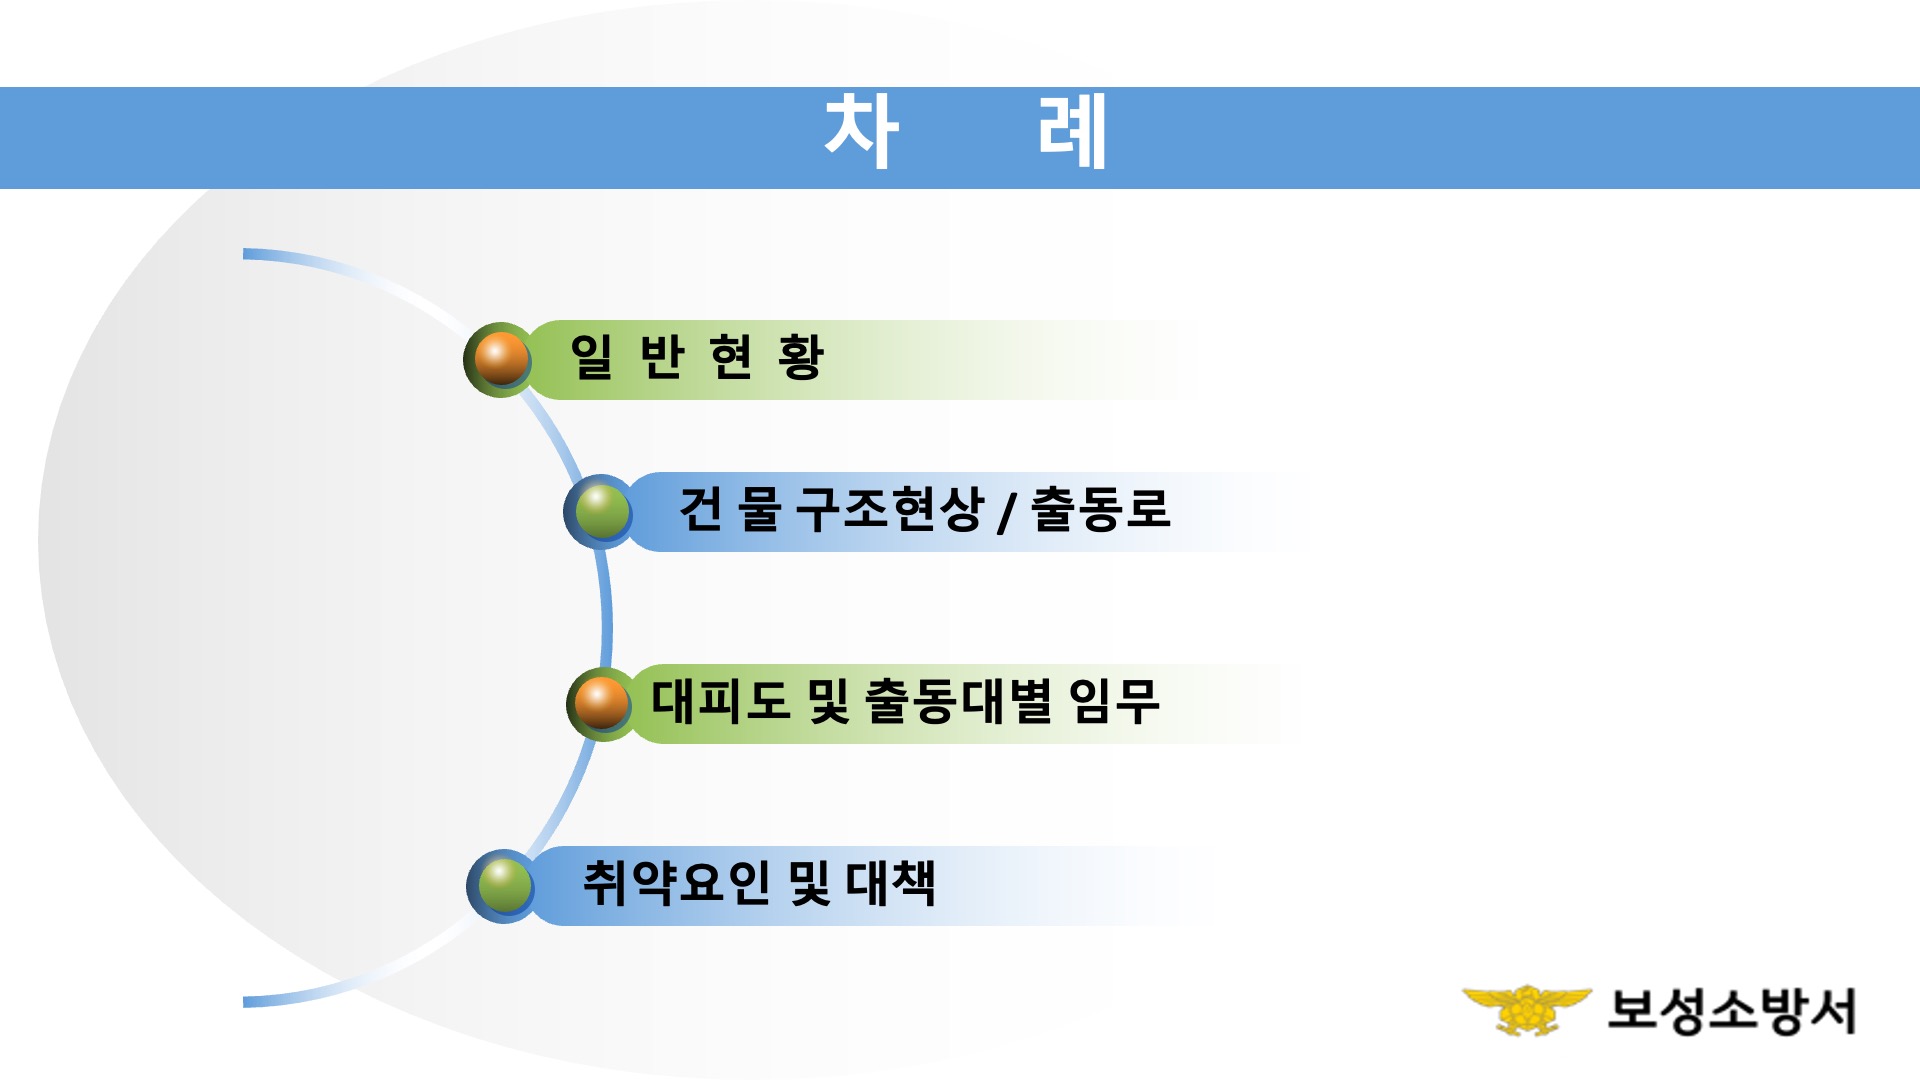 차 례
일 반 현 황
건 물 구조현상 / 출동로
대피도 및 출동대별 임무
취약요인 및 대책
보성소방서